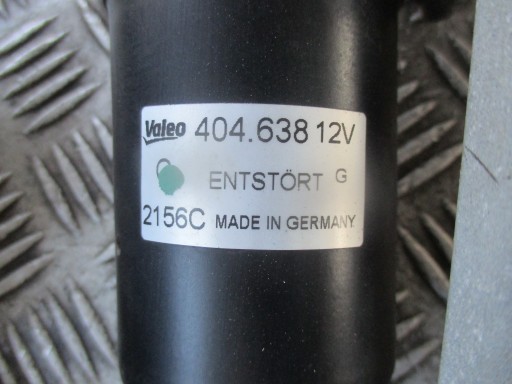 Valeo 404.638 12V
ENTSTÖRT G
2156C MADE IN GERMANY